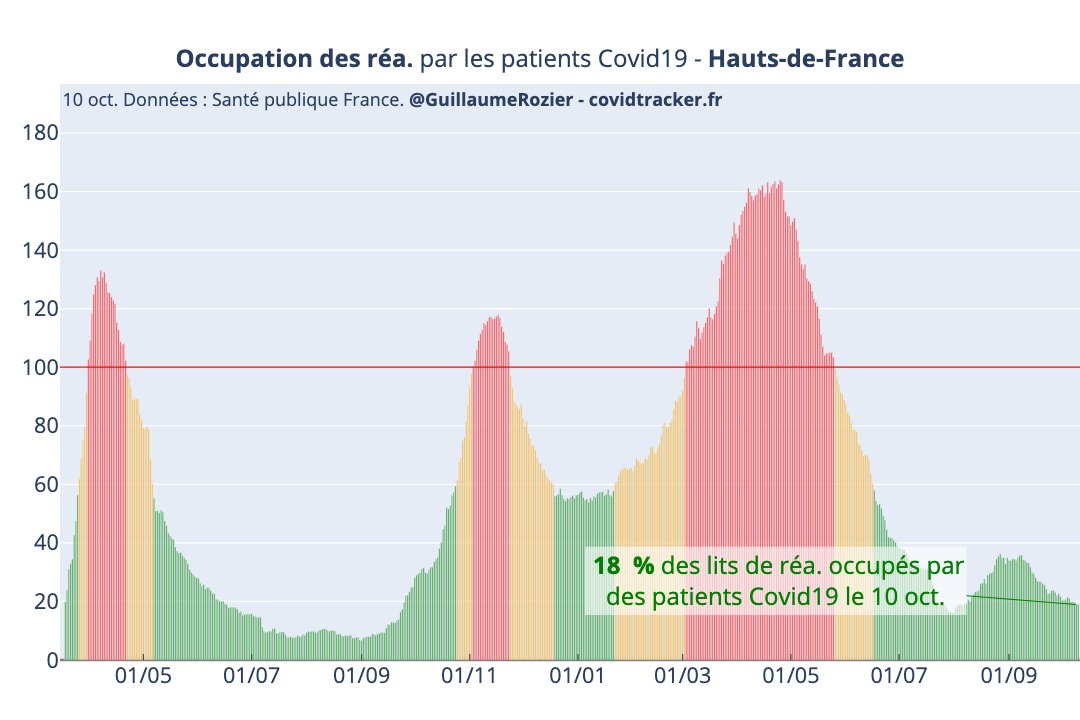 Occupation des réa. par les patients Covid19 - Hauts-de-France
10 oct. Données : Santé publique France. @GuillaumeRozier - covidtracker.fr
180
160
140
120
100
80
60
40
20
0
18 % des lits de réa. occupés par
des patients Covid19 le 10 oct.
01/05 01/07 01/09 01/11 01/01 01/03 01/05 01/07 01/09